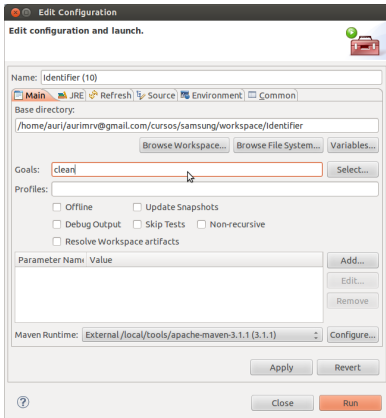 Edit Configuration
Edit configuration and launch.
Name: Identifier (10)
Main JRE Refresh Source Environment Common
Base directory:
/home/auri/aurimrv@gmail.com/cursos/samsung/workspace/Identifier
Browse Workspace... Browse File System... Variables...
Goals: clean Select...
Profiles:
Offline Update Snapshots
Debug Output Skip Tests Non-recursive
Resolve Workspace artifacts
Parameter Name Value Add...
Edit...
Remove
Maven Runtime: External /local/tools/apache-maven-3.1.1 (3.1.1) Configure...
Apply Revert
? Close Run